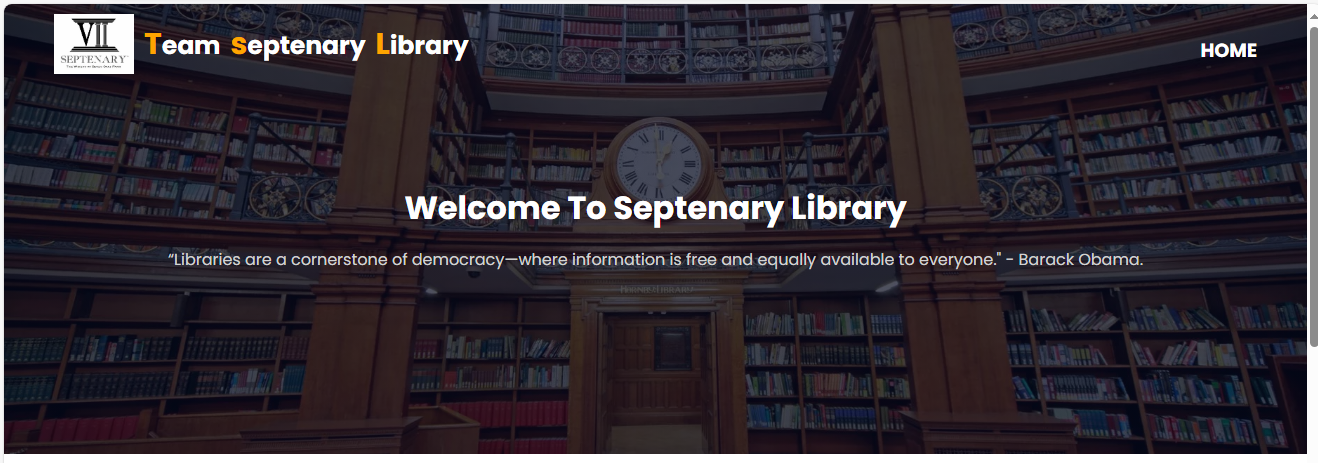 VII
SEPTENARY
Team septenary Library
HOME
Welcome To Septenary Library
“Libraries are a cornerstone of democracy—where information is free and equally available to everyone." - Barack Obama.